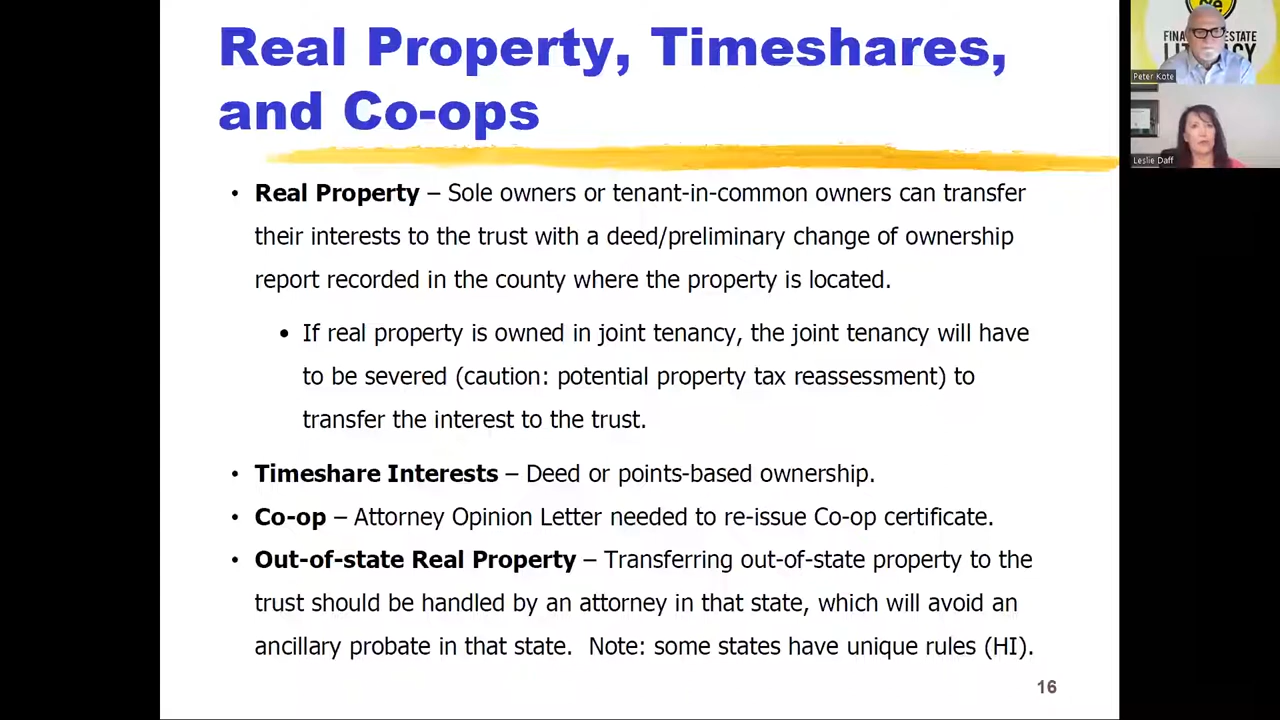 Real Property, Timeshares,
and Co-ops
• Real Property – Sole owners or tenant-in-common owners can transfer
their interests to the trust with a deed/preliminary change of ownership
report recorded in the county where the property is located.
• If real property is owned in joint tenancy, the joint tenancy will have
to be severed (caution: potential property tax reassessment) to
transfer the interest to the trust.
• Timeshare Interests – Deed or points-based ownership.
• Co-op – Attorney Opinion Letter needed to re-issue Co-op certificate.
• Out-of-state Real Property – Transferring out-of-state property to the
trust should be handled by an attorney in that state, which will avoid an
ancillary probate in that state. Note: some states have unique rules (HI).
16
Peter Kote
Leslie Daff